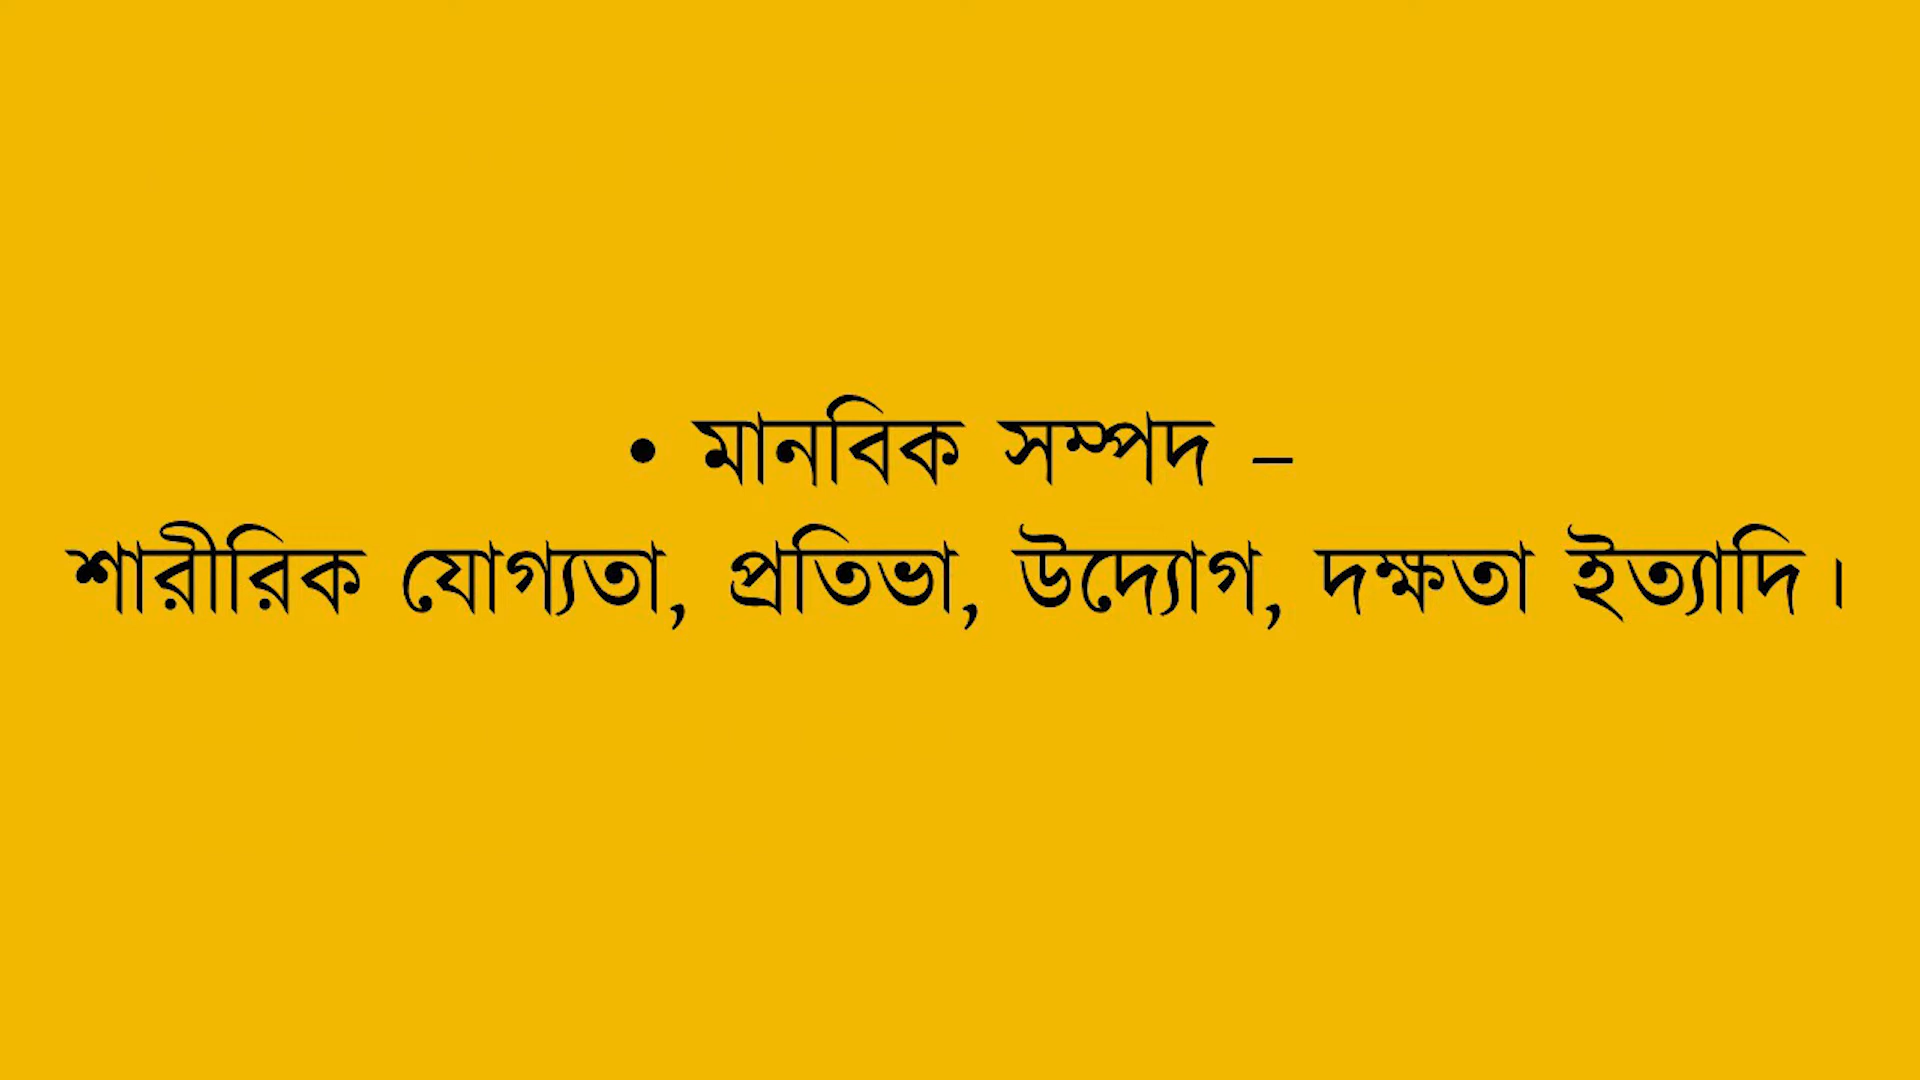 • মানবিক সম্পদ –
শারীরিক যোগ্যতা, প্রতিভা, উদ্যোগ, দক্ষতা ইত্যাদি।